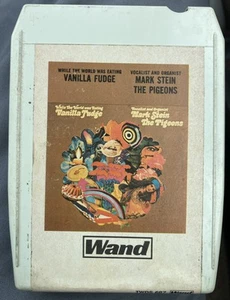 WHILE THE WORLD WAS EATING
VANILLA FUDGE
VOCALIST AND ORGANIST
MARK STEIN
THE PIGEONS
While the World was Eating
Vanilla Fudge
Vocalist and Organist
Mark Stein
The Pigeons
Wand